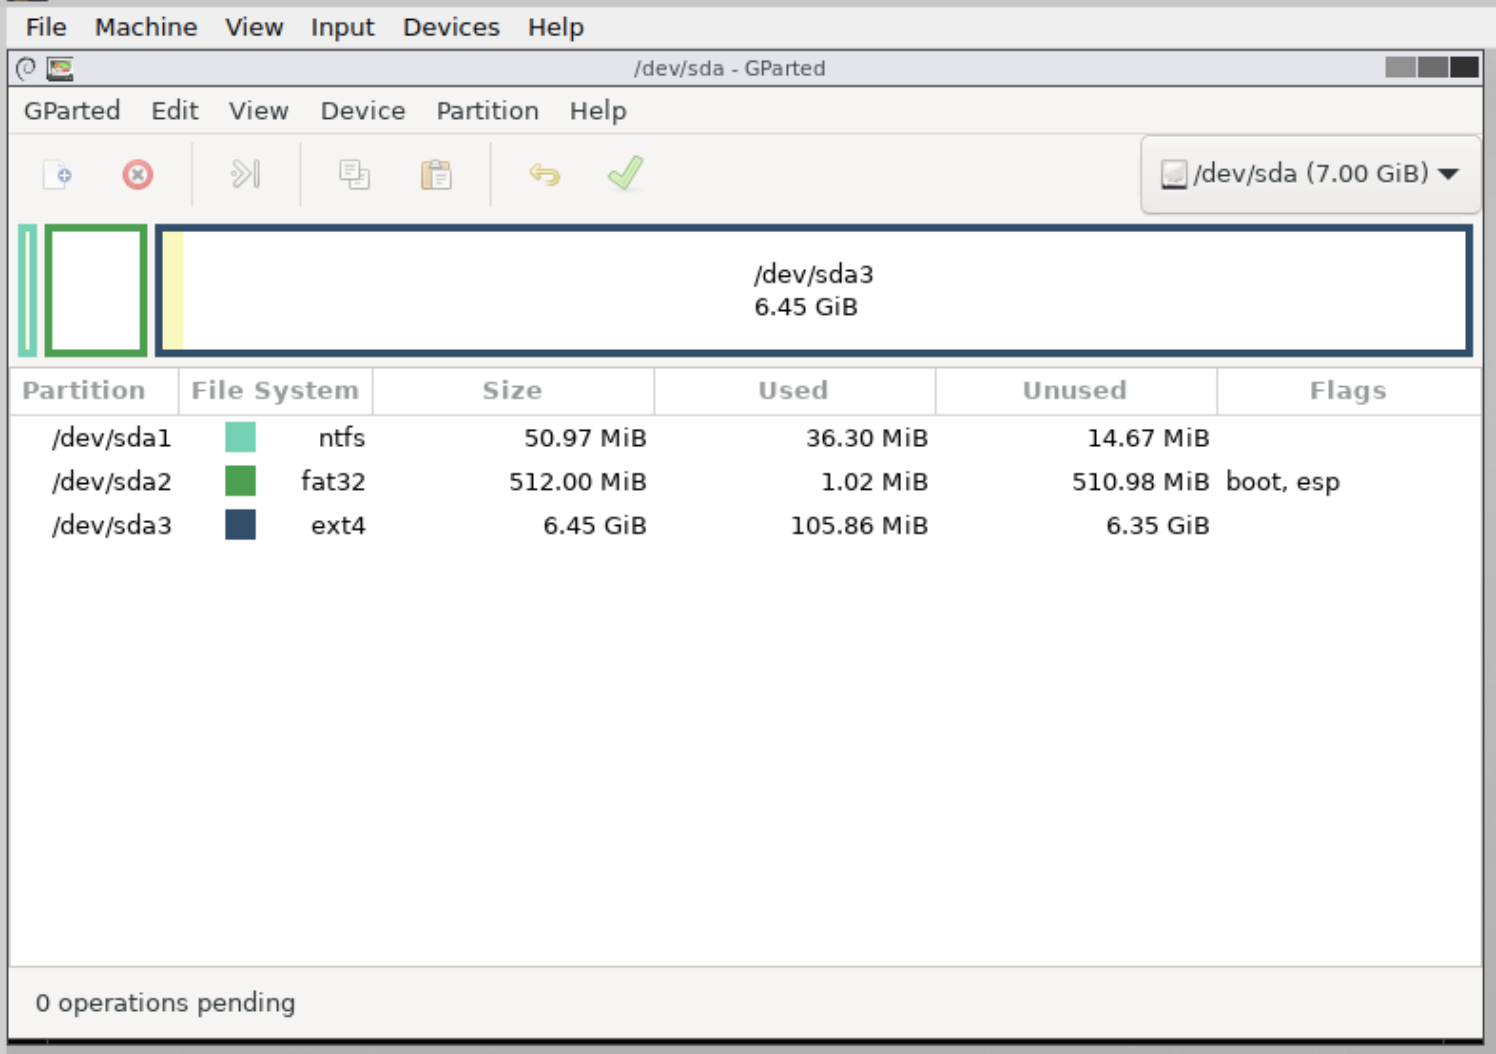 File Machine View Input Devices Help
/dev/sda - GParted
GParted Edit View Device Partition Help
/dev/sda (7.00 GiB)
/dev/sda3
6.45 GiB
Partition File System Size Used Unused Flags
/dev/sda1 ntfs 50.97 MiB 36.30 MiB 14.67 MiB
/dev/sda2 fat32 512.00 MiB 1.02 MiB 510.98 MiB boot, esp
/dev/sda3 ext4 6.45 GiB 105.86 MiB 6.35 GiB
0 operations pending